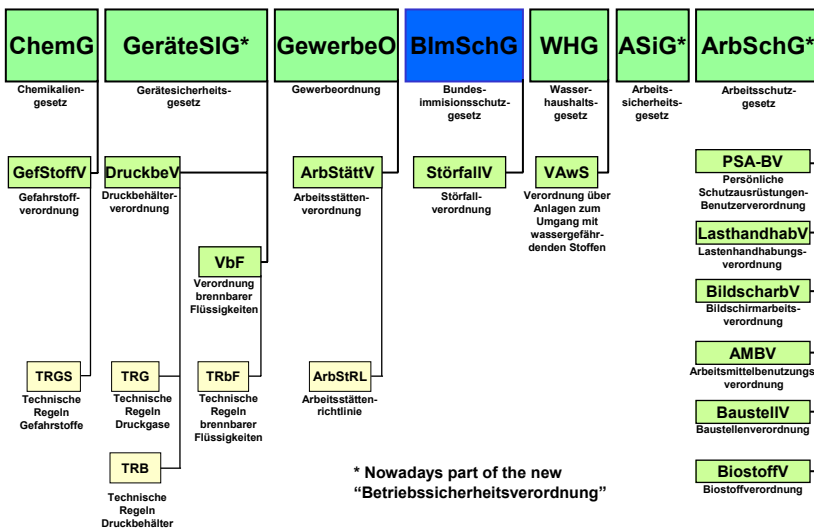 ChemG
GeräteSIG*
GewerbeO
BImSchG
WHG
ASiG*
ArbSchG*
Chemikalien-
gesetz
Gerätesicherheits-
gesetz
Gewerbeordnung
Bundes-
immisionsschutz-
gesetz
Wasser-
haushalts-
gesetz
Arbeits-
sicherheits-
gesetz
Arbeitsschutz-
gesetz
GefStoffV
Gefahrstoff-
verordnung
DruckbeV
Druckbehälter-
verordnung
ArbStättV
Arbeitsstätten-
verordnung
StörfallV
Störfall-
verordnung
VAwS
Verordnung über
Anlagen zum
Umgang mit
wassergefähr-
denden Stoffen
PSA-BV
Persönliche
Schutzausrüstungen-
Benutzerverordnung
VbF
Verordnung
brennbarer
Flüssigkeiten
LasthandhabV
Lastenhandhabungs-
verordnung
BildscharbV
Bildschirmarbeits-
verordnung
TRGS
Technische
Regeln
Gefahrstoffe
TRG
Technische
Regeln
Druckgase
TRbF
Technische
Regeln
brennbarer
Flüssigkeiten
ArbStRL
Arbeitsstätten-
richtlinie
AMBV
Arbeitsmittelbenutzungs
verordnung
BaustellV
Baustellenverordnung
TRB
Technische
Regeln
Druckbehälter
* Nowadays part of the new
“Betriebssicherheitsverordnung”
BiostoffV
Biostoffverordnung